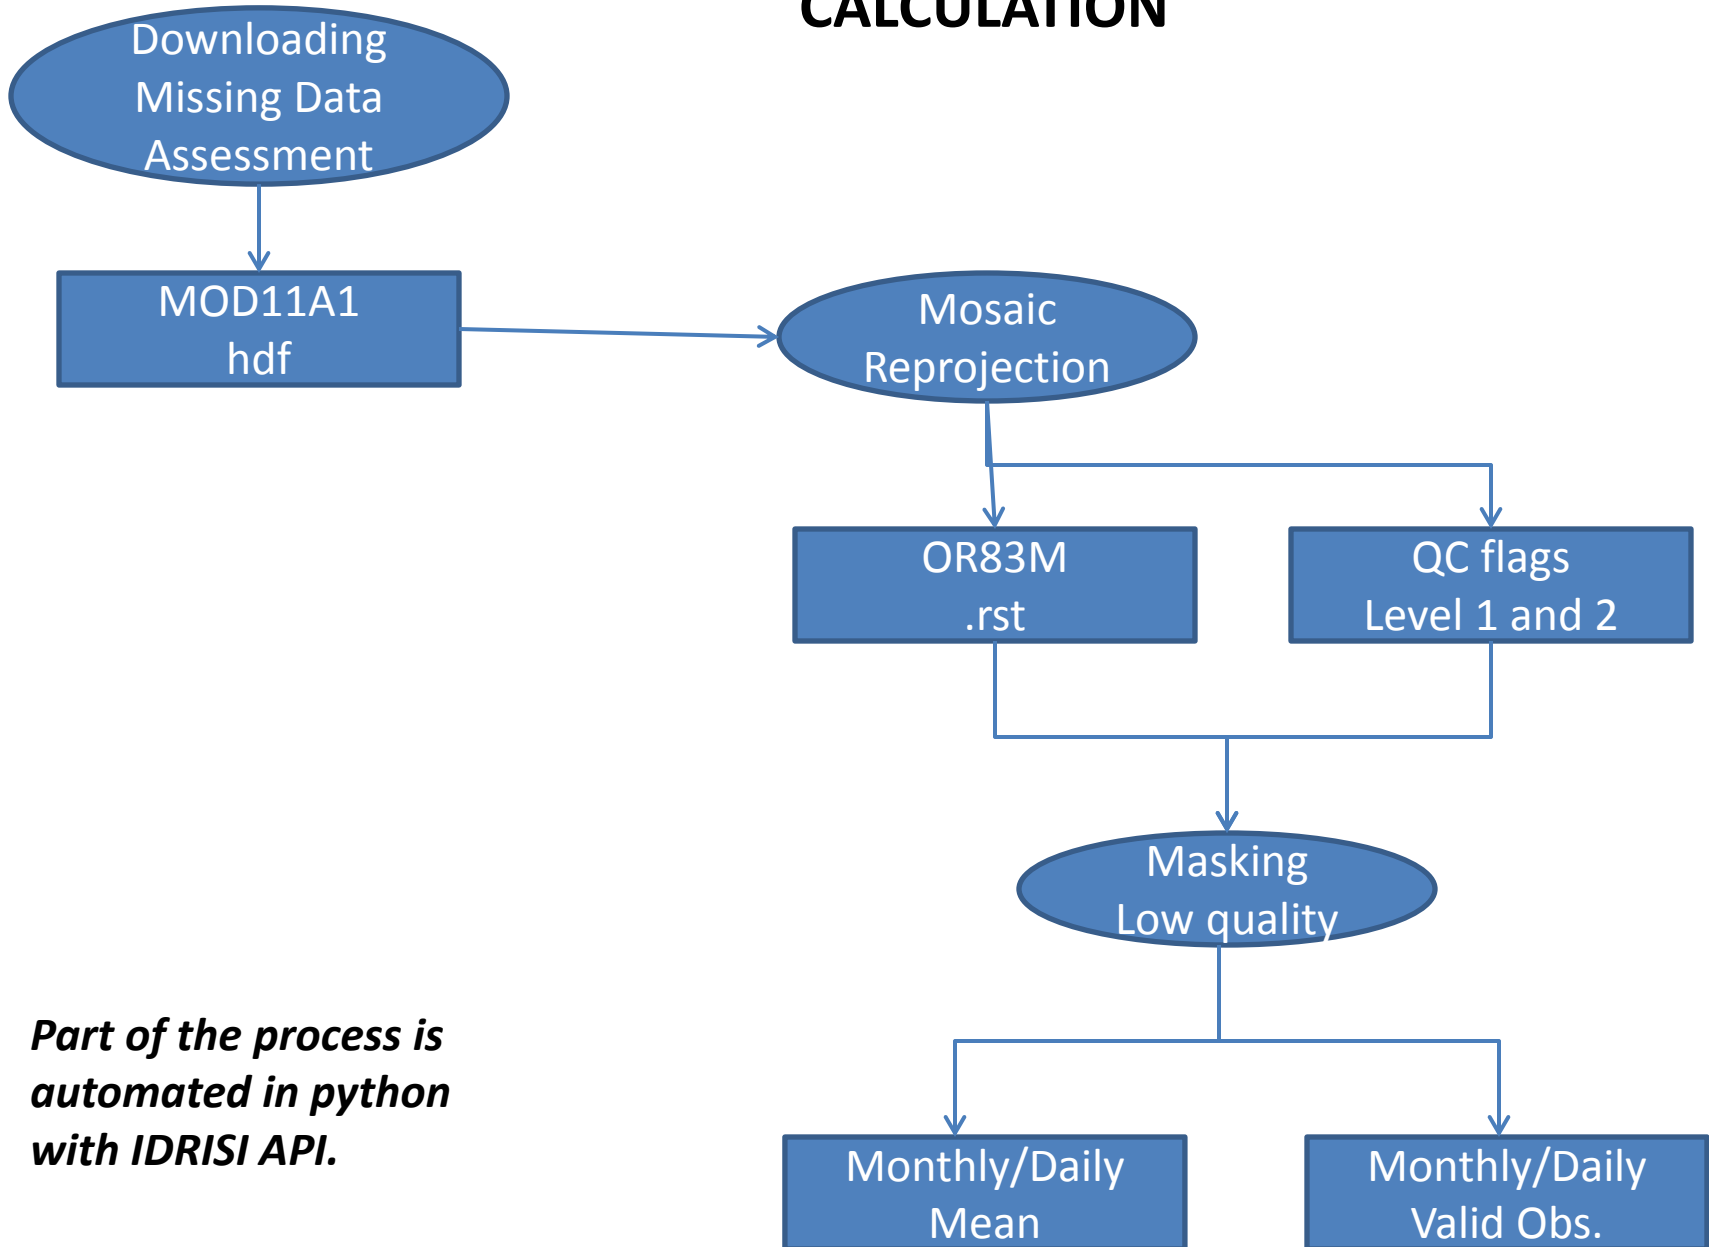 CALCULATION
Downloading
Missing Data
Assessment
MOD11A1
hdf
Mosaic
Reprojection
OR83M
.rst
QC flags
Level 1 and 2
Masking
Low quality
Part of the process is
automated in python
with IDRISI API.
Monthly/Daily
Mean
Monthly/Daily
Valid Obs.